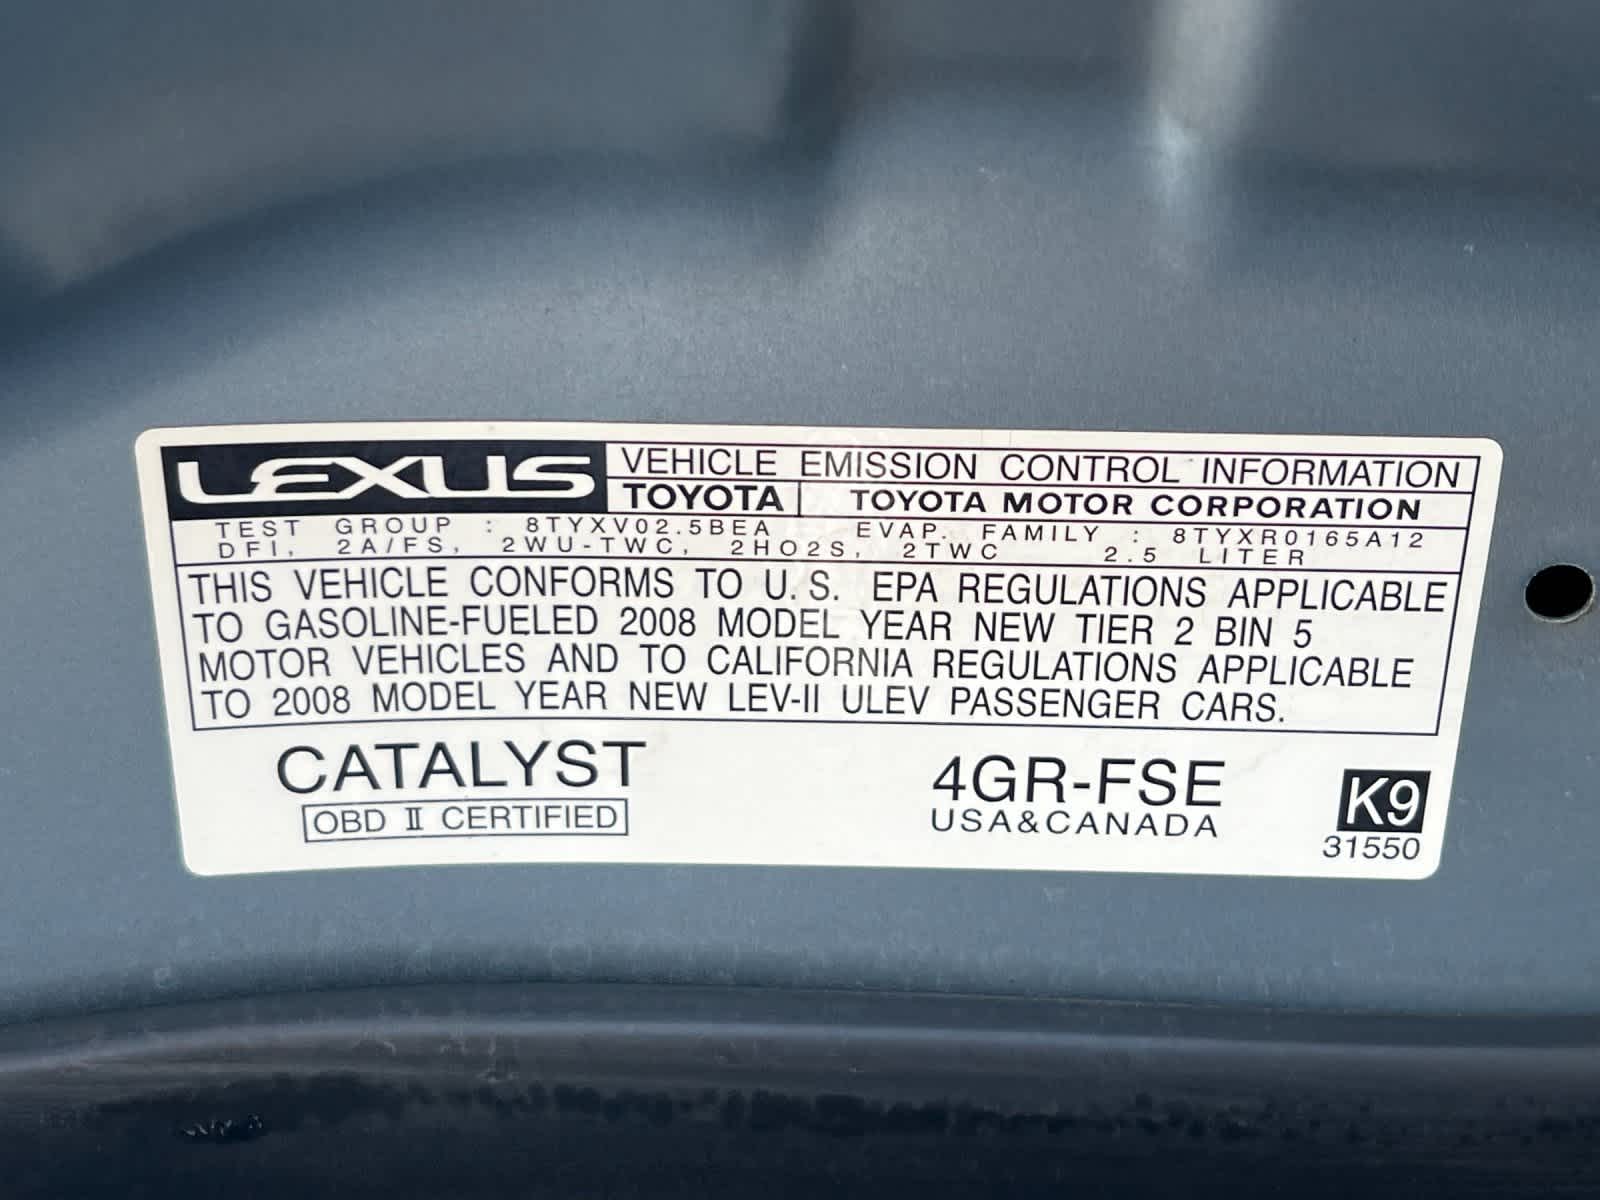 LEXUS VEHICLE EMISSION CONTROL INFORMATION
TOYOTA TOYOTA MOTOR CORPORATION
TEST GROUP : 8TYXV02.5BEA EVAP. FAMILY : 8TYXR0165A12
DFI, 2A/FS, 2WU-TWC, 2HO2S, 2TWC 2.5 LITER
THIS VEHICLE CONFORMS TO U.S. EPA REGULATIONS APPLICABLE
TO GASOLINE-FUELED 2008 MODEL YEAR NEW TIER 2 BIN 5
MOTOR VEHICLES AND TO CALIFORNIA REGULATIONS APPLICABLE
TO 2008 MODEL YEAR NEW LEV-II ULEV PASSENGER CARS.
CATALYST
OBD II CERTIFIED
4GR-FSE
USA&CANADA
K9
31550